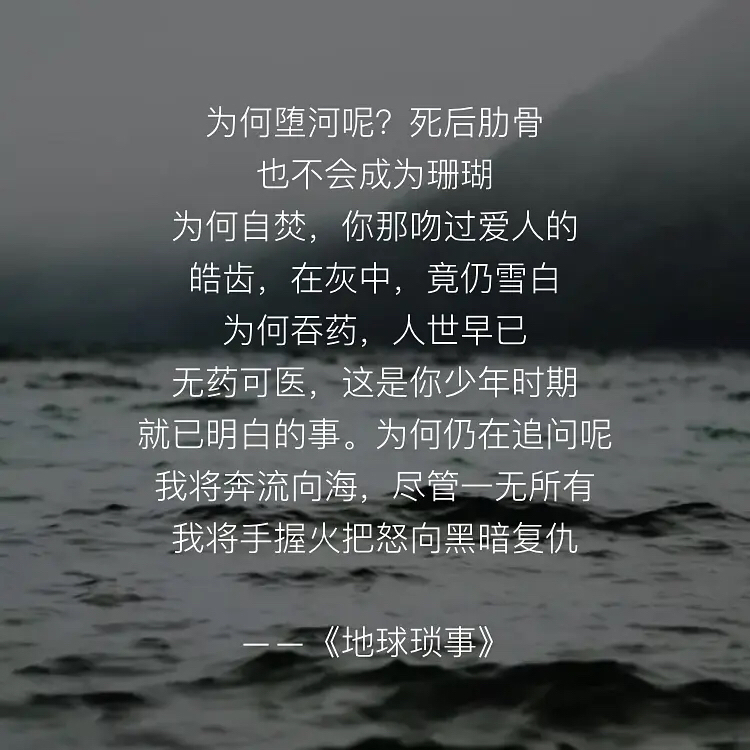 为何堕河呢？死后肋骨
也不会成为珊瑚
为何自焚，你那吻过爱人的
皓齿，在灰中，竟仍雪白
为何吞药，人世早已
无药可医，这是你少年时期
就已明白的事。为何仍在追问呢
我将奔流向海，尽管一无所有
我将手握火把怒向黑暗复仇
——《地球琐事》